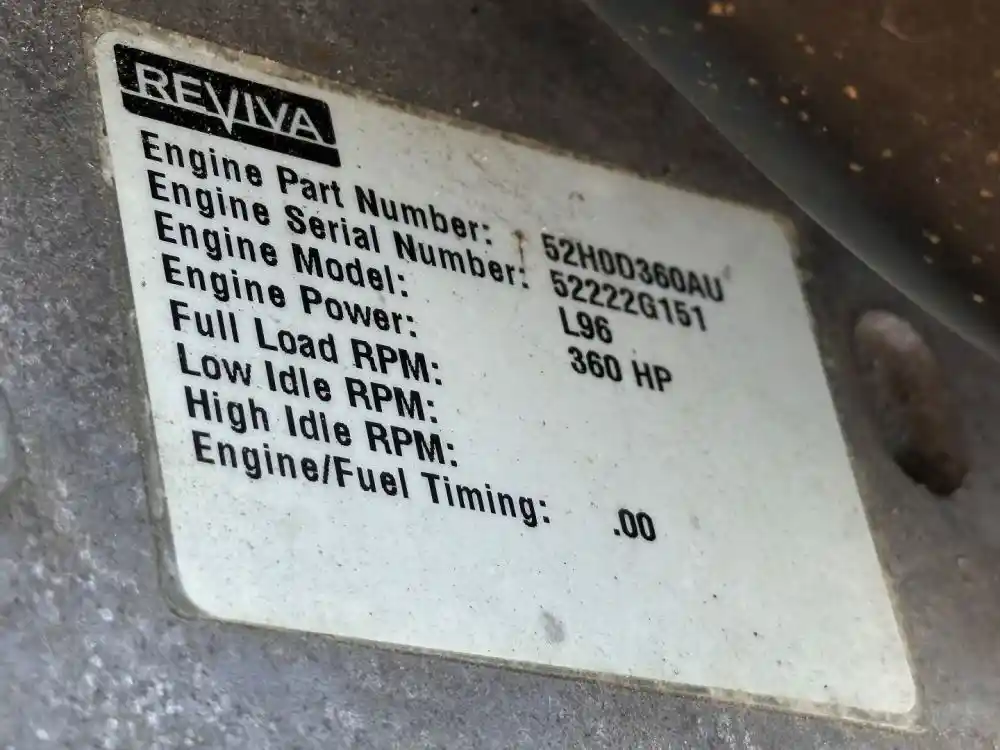 REVIVA
Engine Part Number: 52H0D360AU
Engine Serial Number: 52222G151
Engine Model: L96
Engine Power: 360 HP
Full Load RPM:
Low Idle RPM:
High Idle RPM:
Engine/Fuel Timing: .00